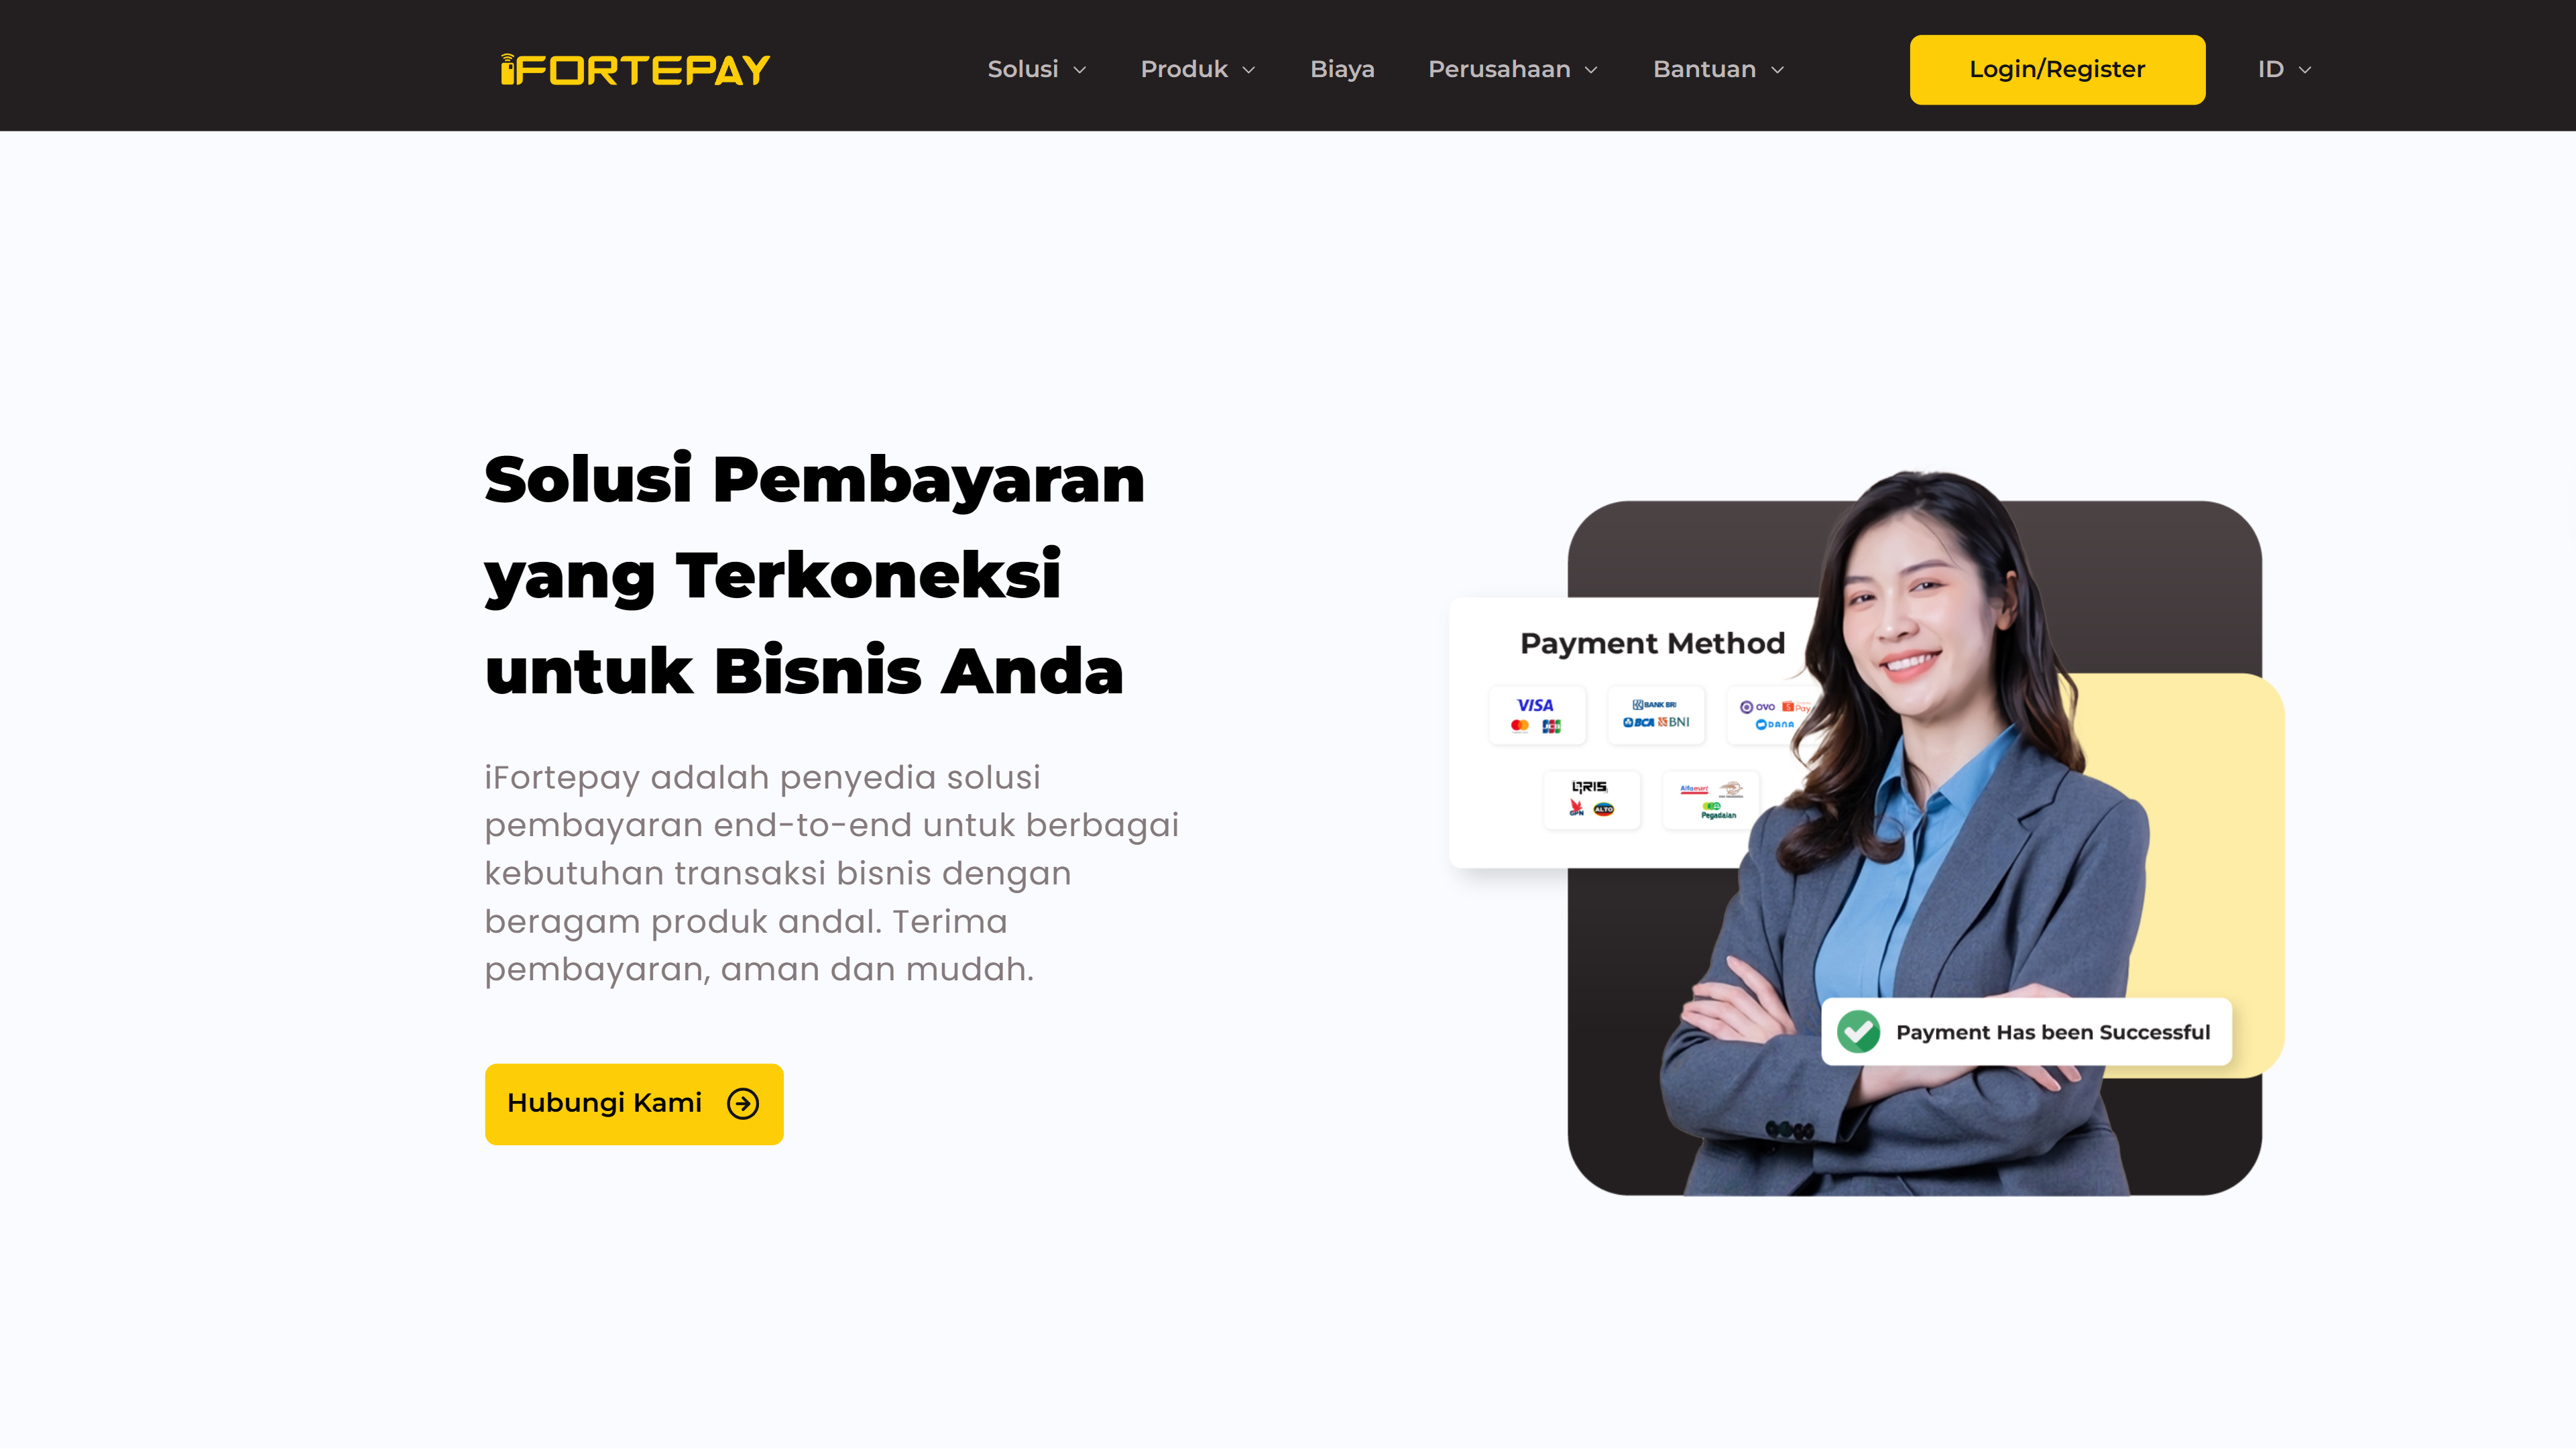 iFORTEPAY
Solusi
Produk
Biaya
Perusahaan
Bantuan
Login/Register
ID
Solusi Pembayaran
yang Terkoneksi
untuk Bisnis Anda
iFortepay adalah penyedia solusi
pembayaran end-to-end untuk berbagai
kebutuhan transaksi bisnis dengan
beragam produk andal. Terima
pembayaran, aman dan mudah.
Hubungi Kami
Payment Method
VISA
JCB
BANK BRI
BCA BNI
OVO Pay
DANA
QRIS
GPN ALTO
Alfamart
Pegadaian
Payment Has been Successful